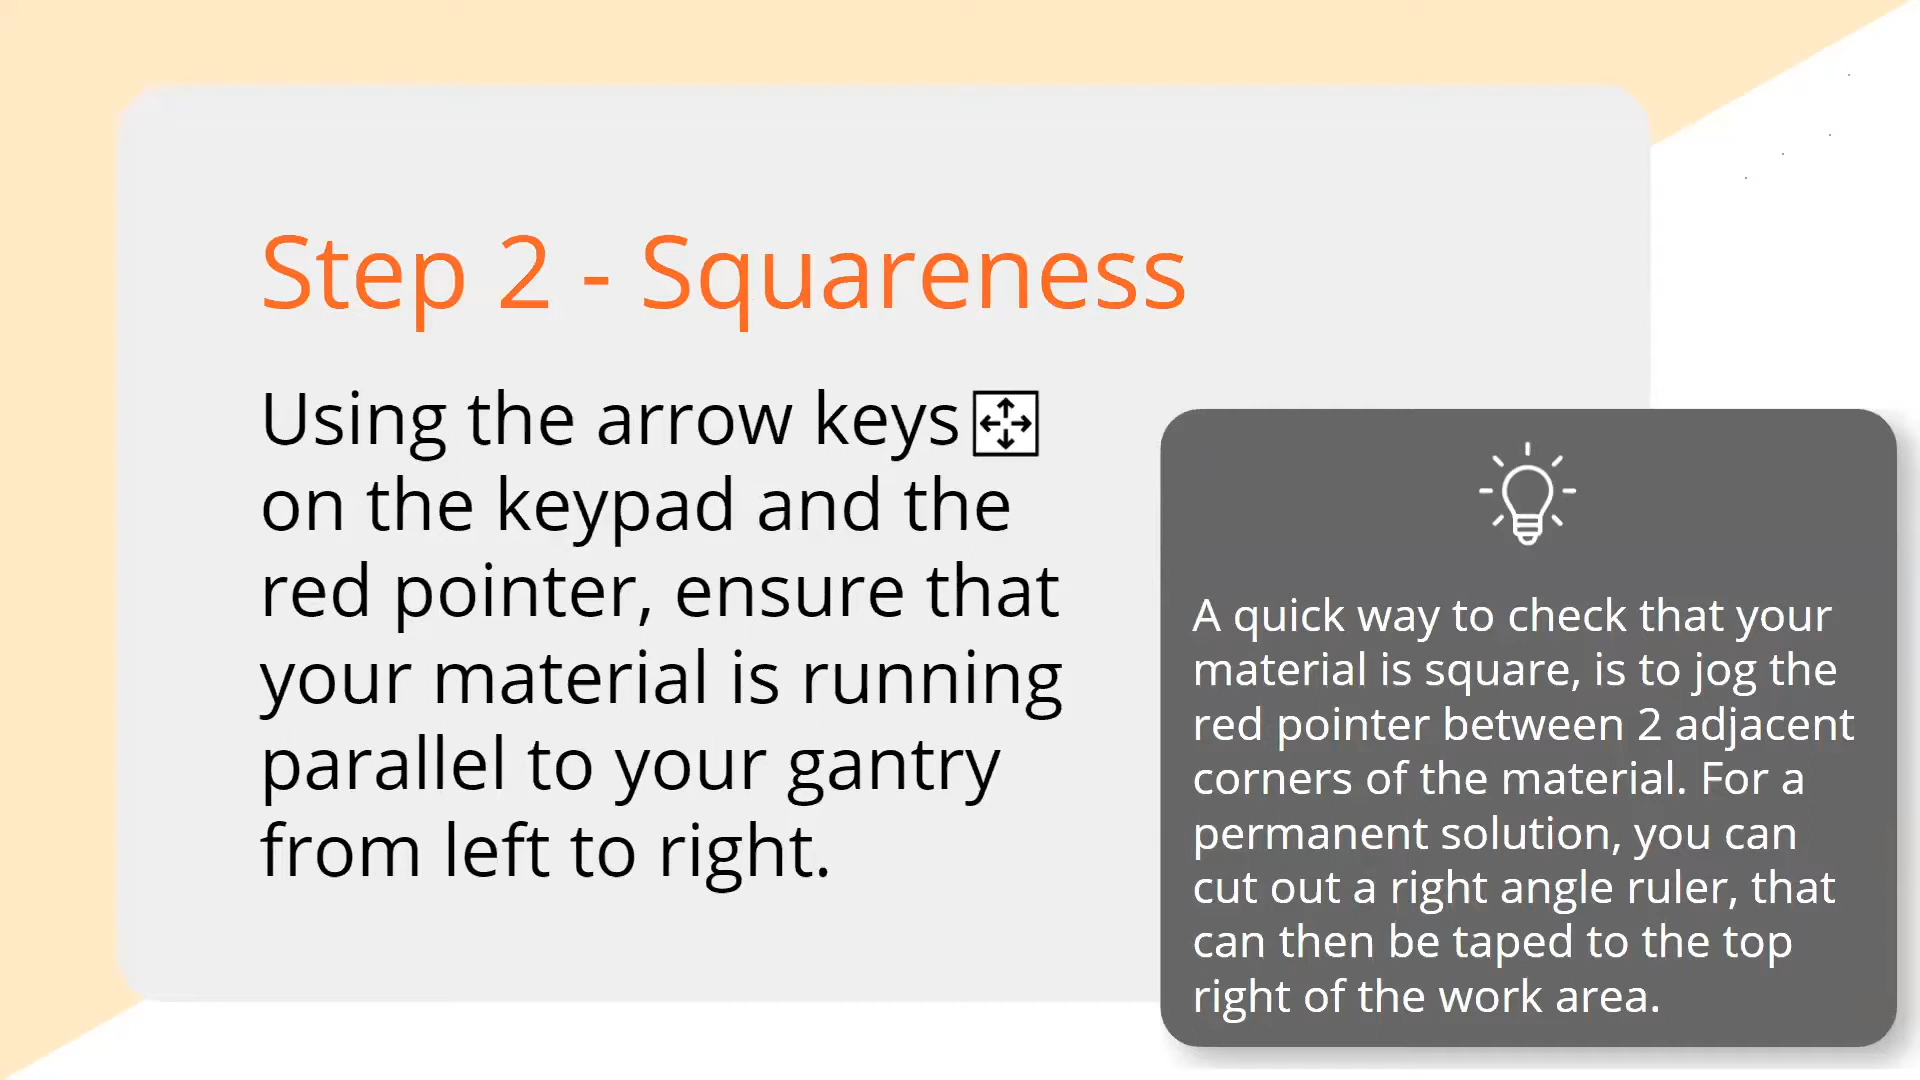 Step 2 - Squareness
Using the arrow keys
on the keypad and the
red pointer, ensure that
your material is running
parallel to your gantry
from left to right.
A quick way to check that your
material is square, is to jog the
red pointer between 2 adjacent
corners of the material. For a
permanent solution, you can
cut out a right angle ruler, that
can then be taped to the top
right of the work area.